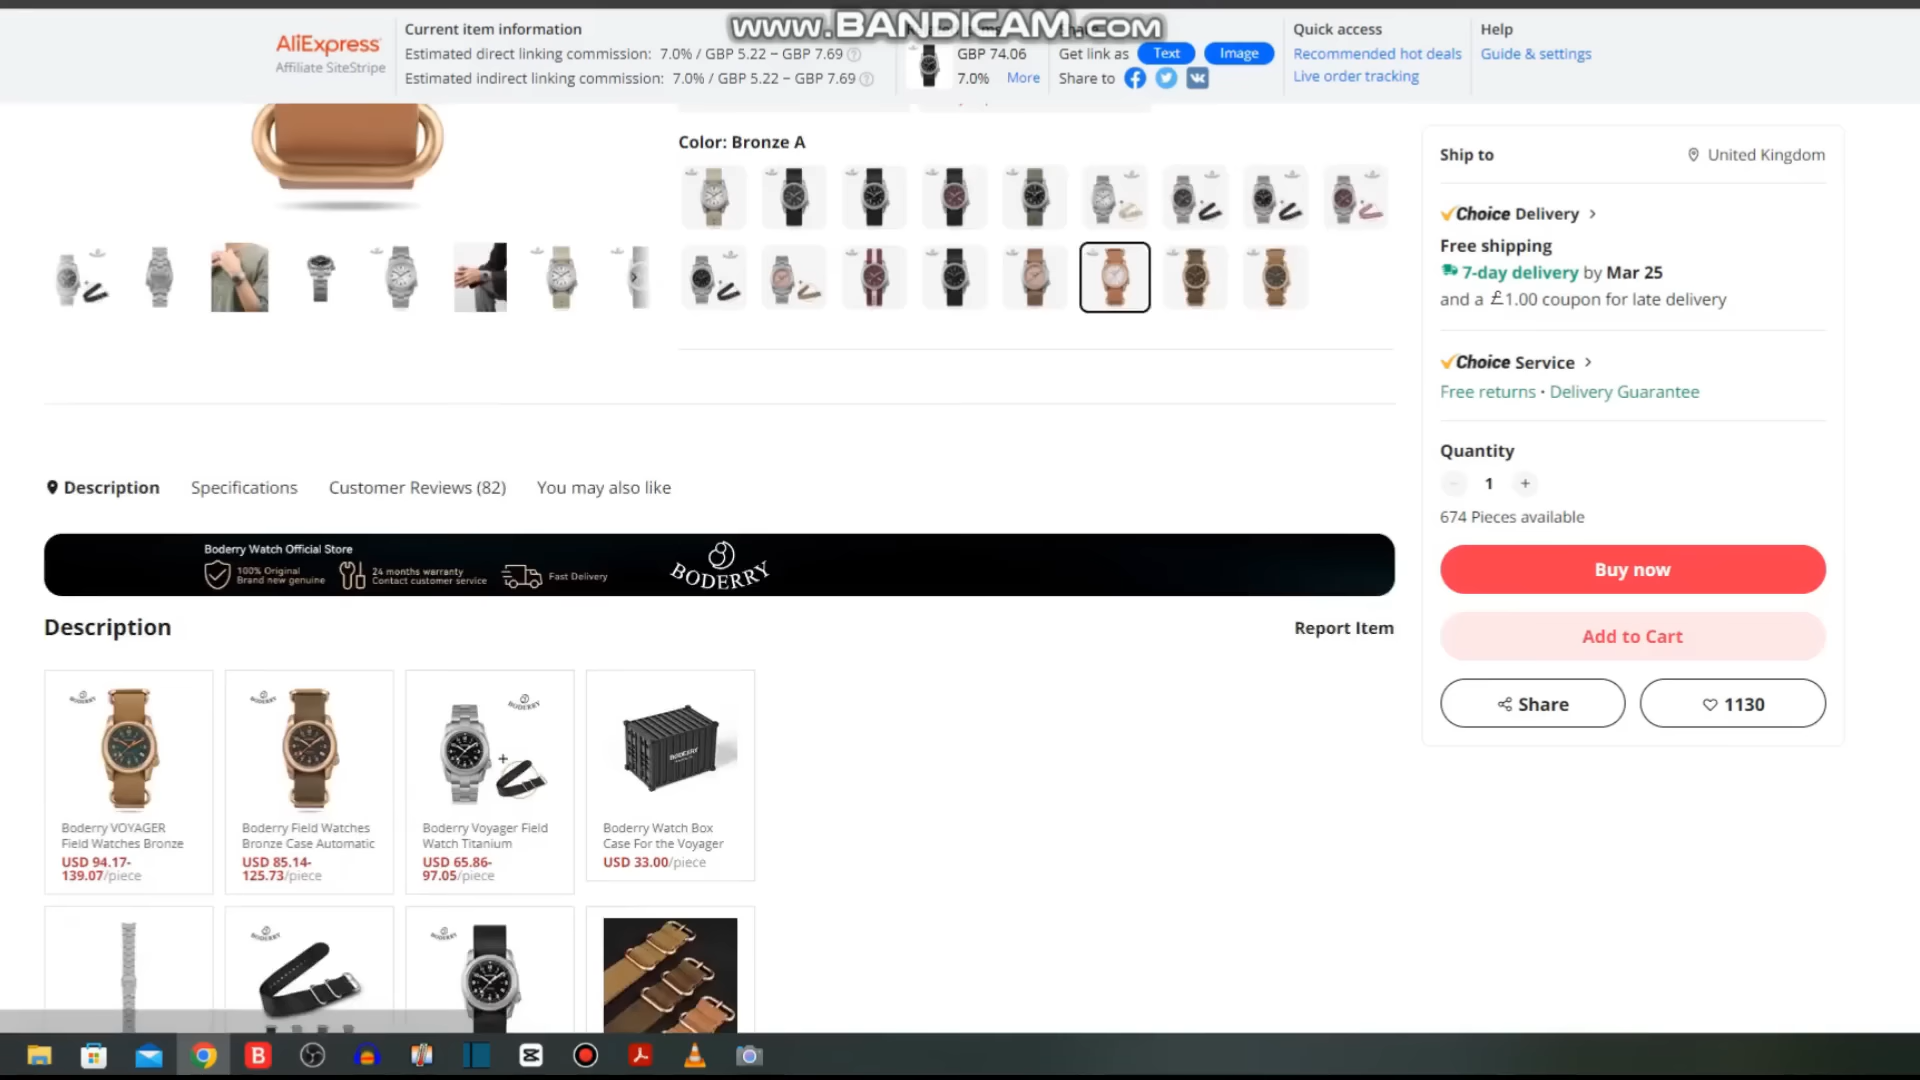 www.BANDICAM.com
AliExpress
Affiliate SiteStripe
Current item information
Estimated direct linking commission: 7.0% / GBP 5.22 – GBP 7.69
Estimated indirect linking commission: 7.0% / GBP 5.22 – GBP 7.69
GBP 74.06
7.0% More
Get link as Text Image
Share to
Quick access
Recommended hot deals
Live order tracking
Help
Guide & settings
Color: Bronze A
Ship to United Kingdom
Choice Delivery
Free shipping
7-day delivery by Mar 25
and a £1.00 coupon for late delivery
Choice Service
Free returns · Delivery Guarantee
Quantity
1
674 Pieces available
Buy now
Add to Cart
Share
1130
Description Specifications Customer Reviews (82) You may also like
Boderry Watch Official Store
100% Original
Brand new genuine
24 months warranty
Contact customer service
Fast Delivery
BODERRY
Description
Report Item
BODERRY
Boderry VOYAGER
Field Watches Bronze
USD 94.17-
139.07/piece
BODERRY
Boderry Field Watches
Bronze Case Automatic
USD 85.14-
125.73/piece
BODERRY
Boderry Voyager Field
Watch Titanium
USD 65.86-
97.05/piece
BODERRY
Boderry Watch Box
Case For the Voyager
USD 33.00/piece
BODERRY
BODERRY